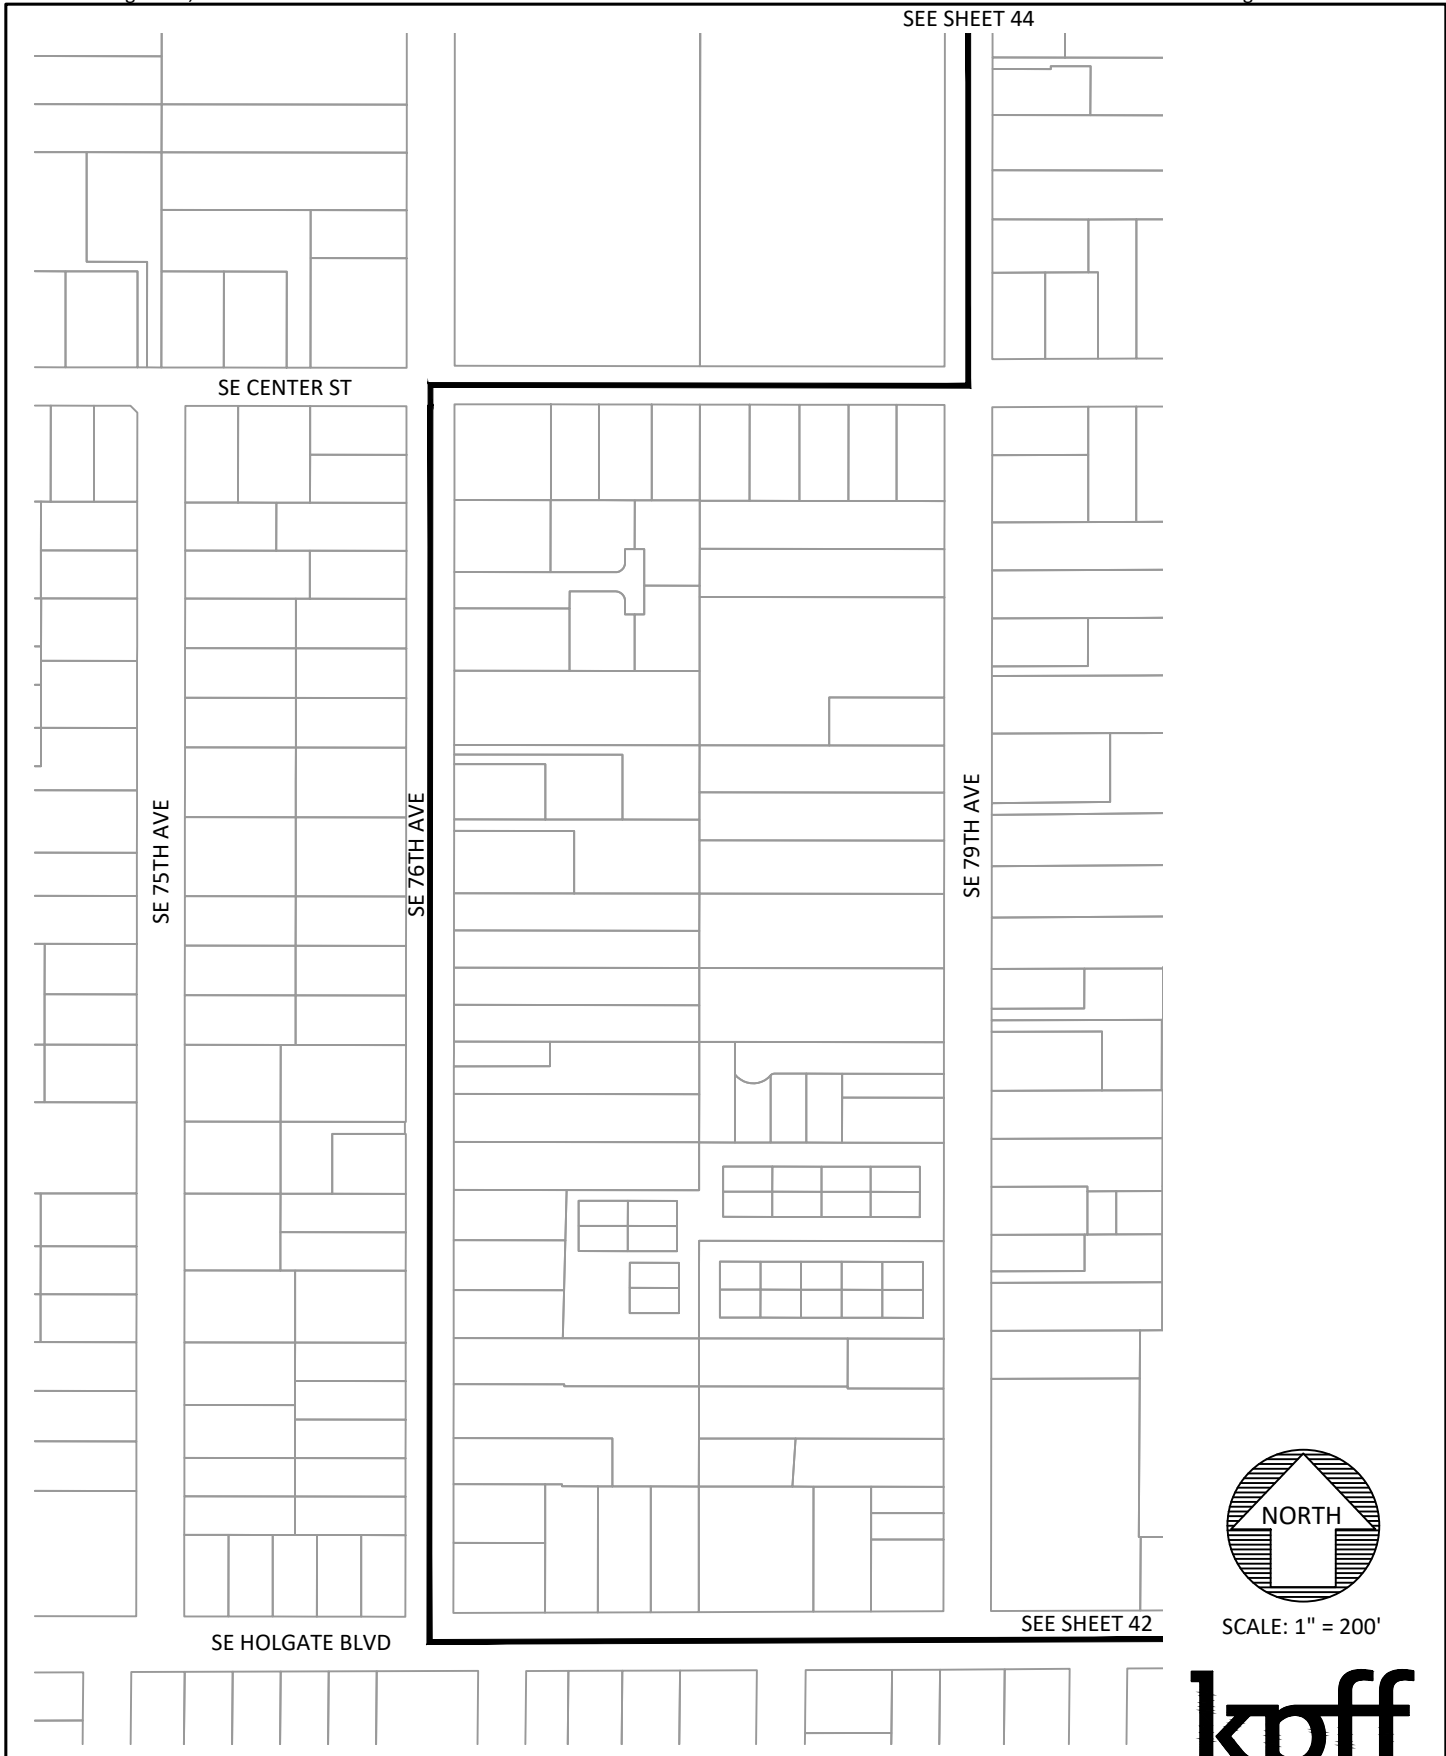 SEE SHEET 44
SE CENTER ST
SE 75TH AVE
SE 76TH AVE
SE 79TH AVE
NORTH
SEE SHEET 42
SCALE: 1" = 200'
SE HOLGATE BLVD
kpff